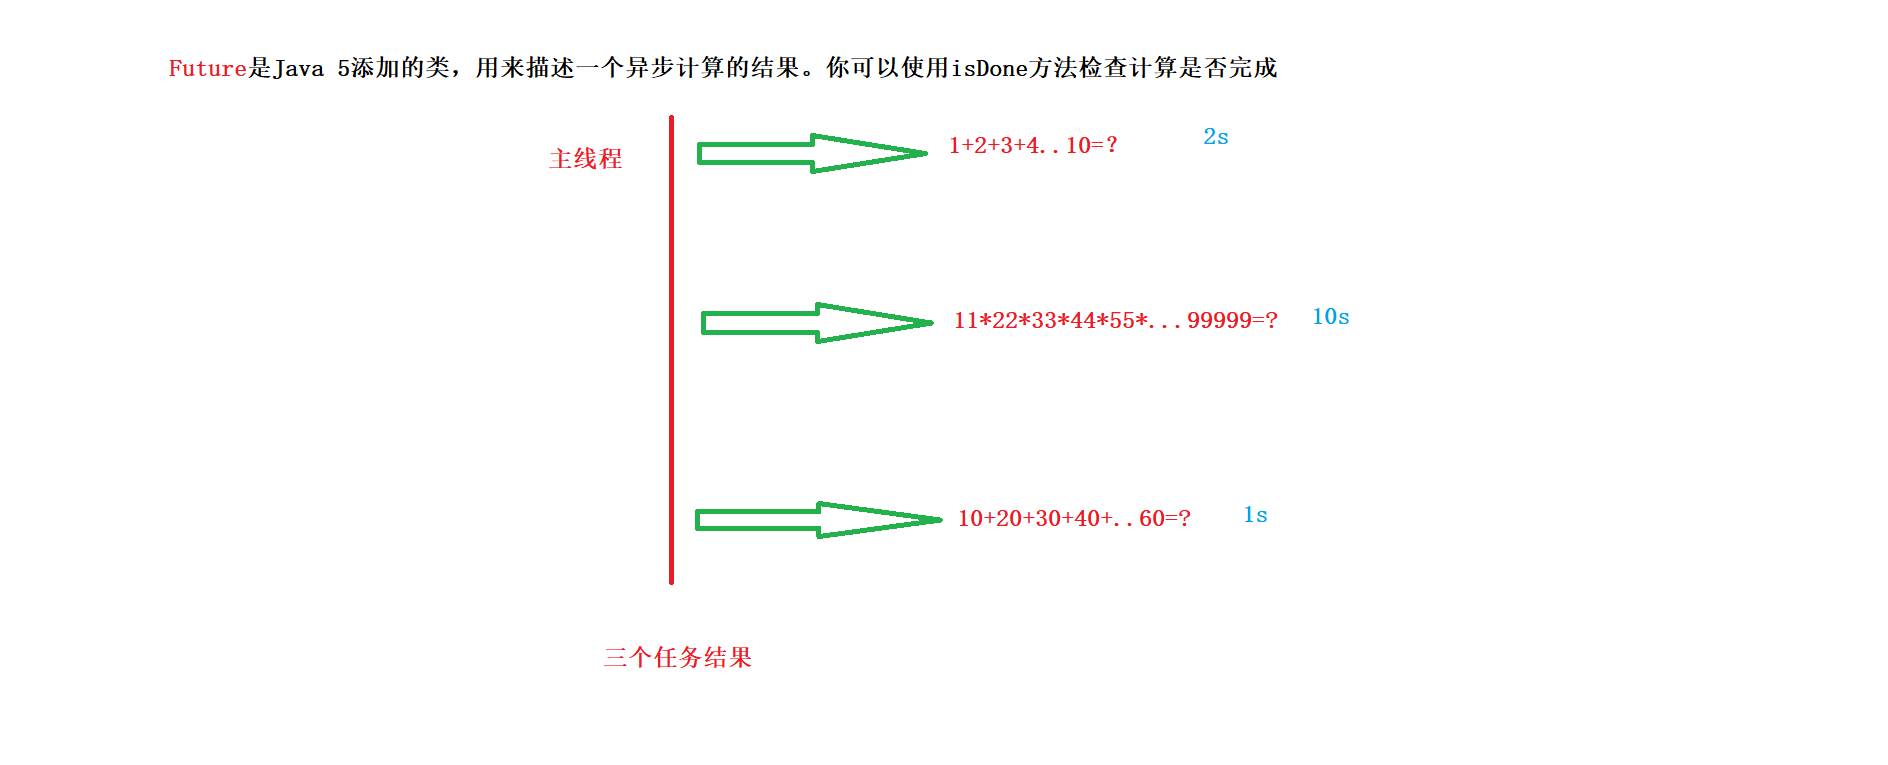 Future是Java 5添加的类，用来描述一个异步计算的结果。你可以使用isDone方法检查计算是否完成
主线程
1+2+3+4..10=?
2s
11*22*33*44*55*...99999=?
10s
10+20+30+40+..60=?
1s
三个任务结果